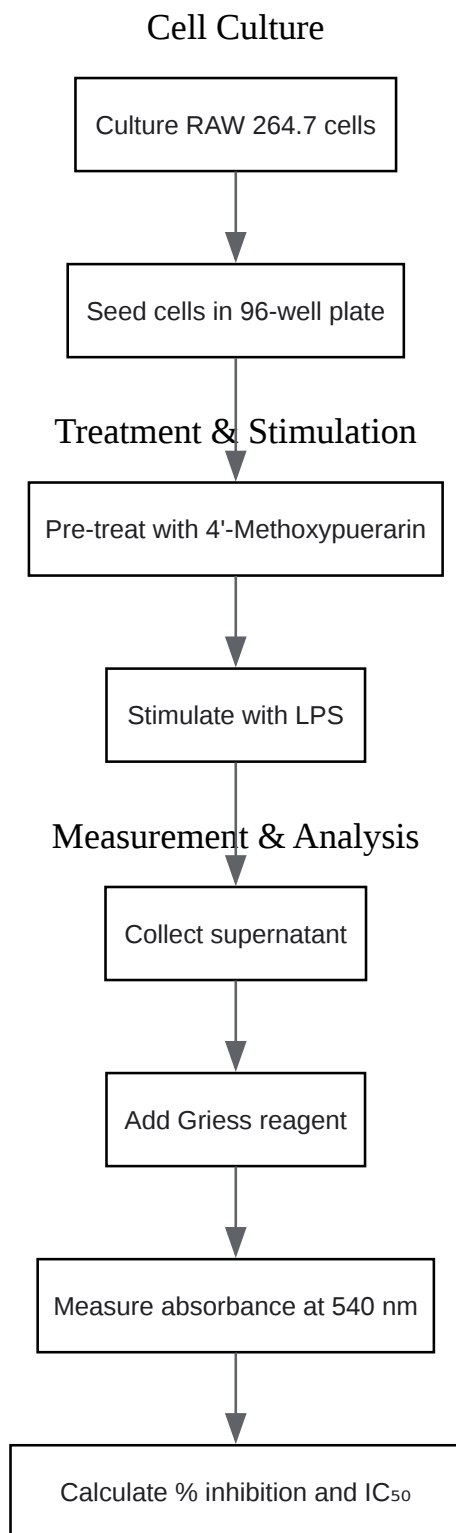 Cell Culture
Culture RAW 264.7 cells
Seed cells in 96-well plate
Treatment & Stimulation
Pre-treat with 4'-Methoxypuerarin
Stimulate with LPS
Measurement & Analysis
Collect supernatant
Add Griess reagent
Measure absorbance at 540 nm
Calculate % inhibition and IC₅₀